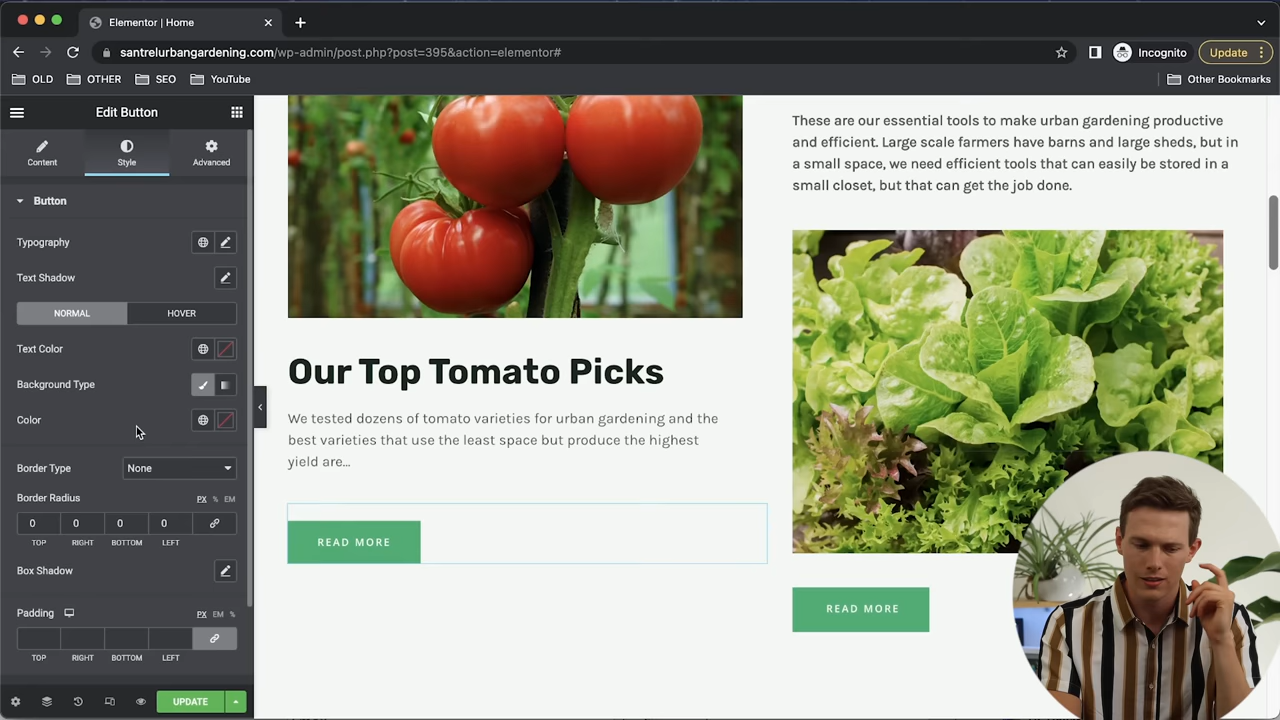 Elementor | Home
santrelurbangardening.com/wp-admin/post.php?post=395&action=elementor#
Incognito
Update
OLD
OTHER
SEO
YouTube
Other Bookmarks
Edit Button
Content
Style
Advanced
Button
Typography
Text Shadow
NORMAL
HOVER
Text Color
Background Type
Color
Border Type
None
Border Radius
PX % EM
0 0 0 0
TOP RIGHT BOTTOM LEFT
Box Shadow
Padding
PX EM %
TOP RIGHT BOTTOM LEFT
UPDATE
Our Top Tomato Picks
We tested dozens of tomato varieties for urban gardening and the
best varieties that use the least space but produce the highest
yield are...
READ MORE
These are our essential tools to make urban gardening productive
and efficient. Large scale farmers have barns and large sheds, but in
a small space, we need efficient tools that can easily be stored in a
small closet, but that can get the job done.
READ MORE